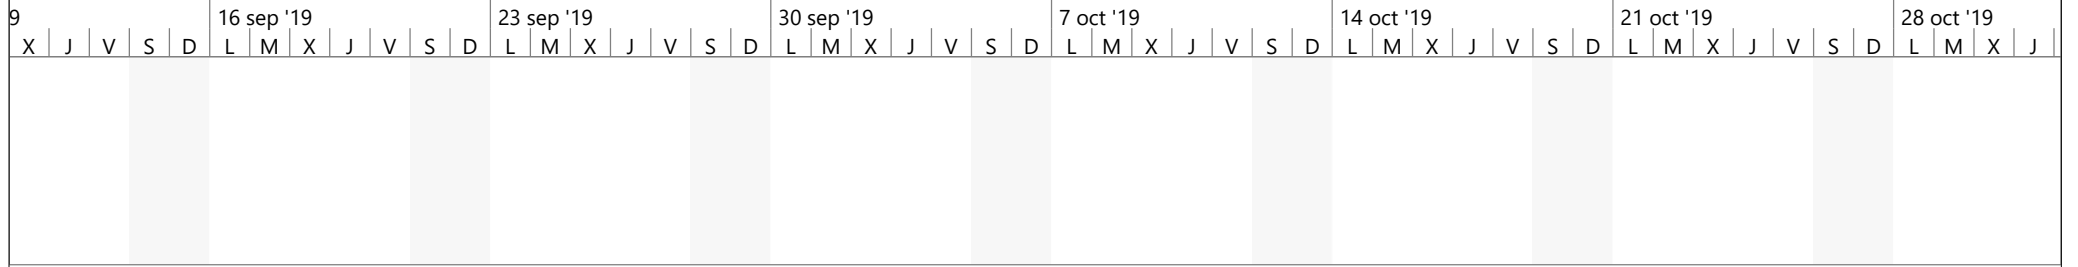 9 16 sep '19 23 sep '19 30 sep '19 7 oct '19 14 oct '19 21 oct '19 28 oct '19
X J V S D L M X J V S D L M X J V S D L M X J V S D L M X J V S D L M X J V S D L M X J V S D L M X J